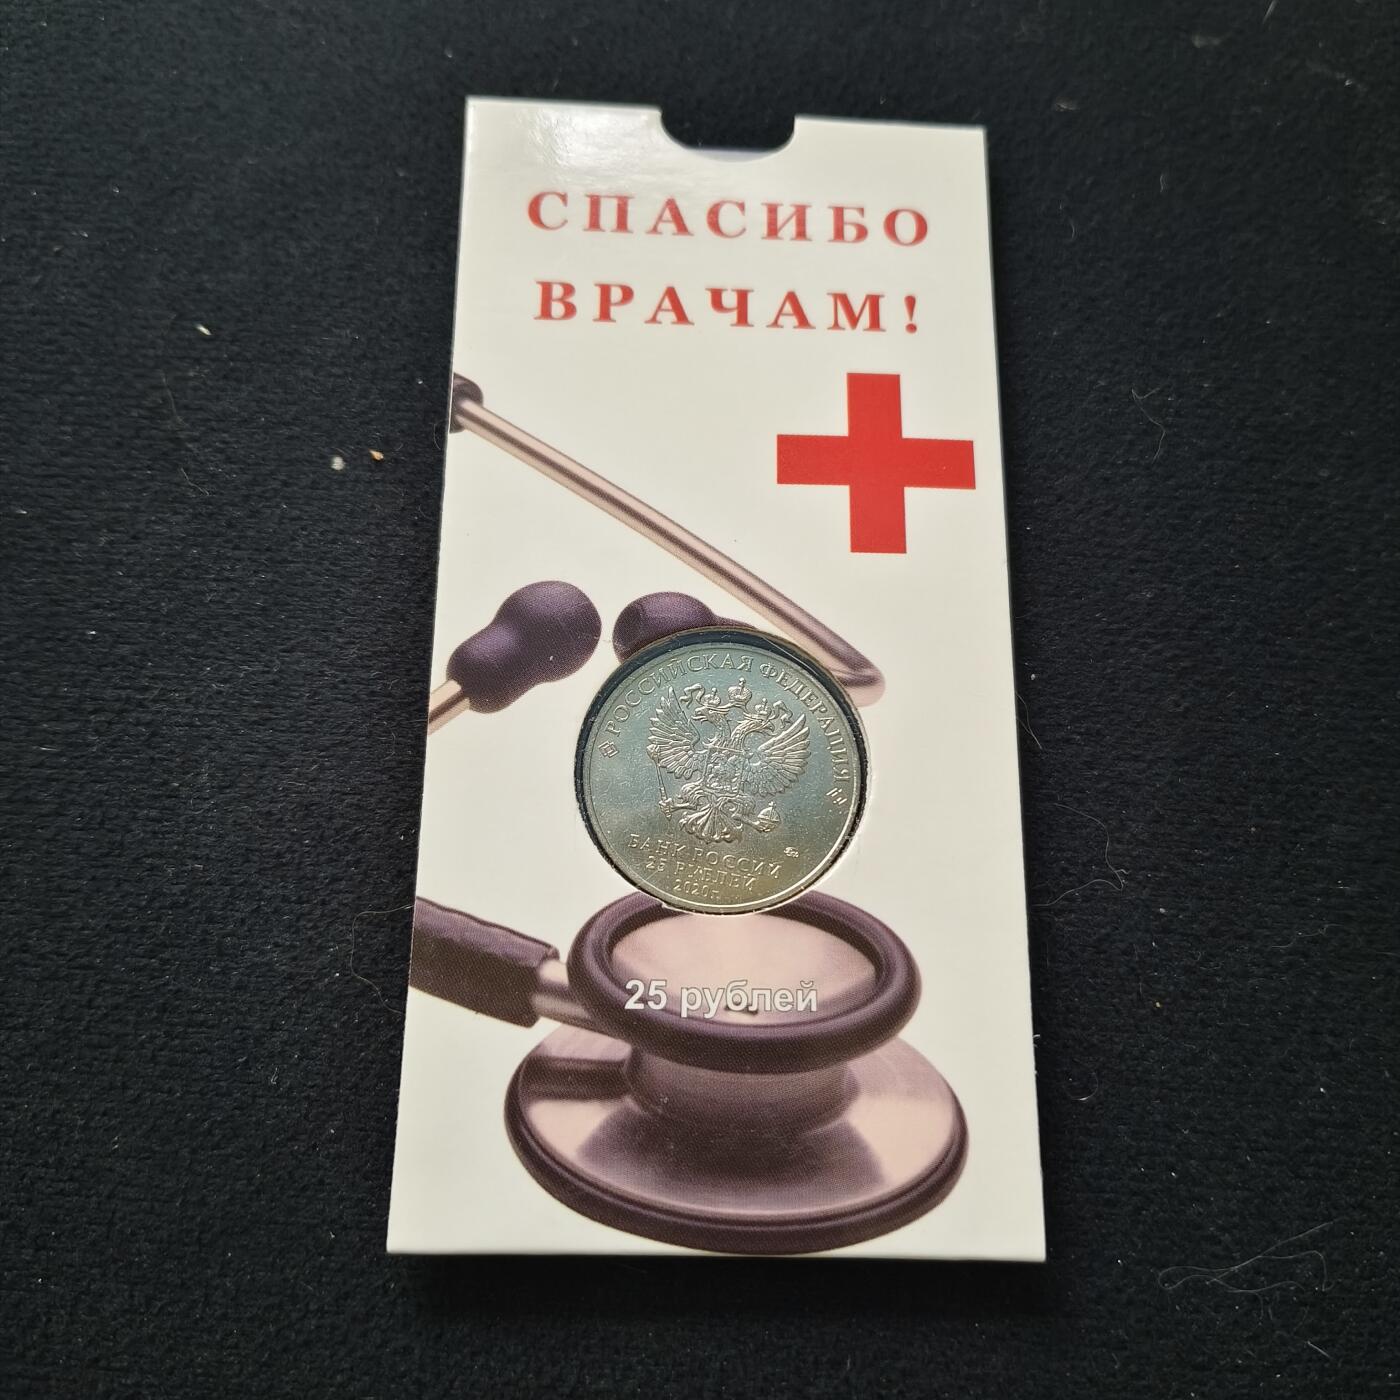 СПАСИБО
ВРАЧАМ!
РОССИЙСКАЯ ФЕДЕРАЦИЯ
БАНК РОССИИ
25 РУБЛЕЙ
2020 г.
25 рублей